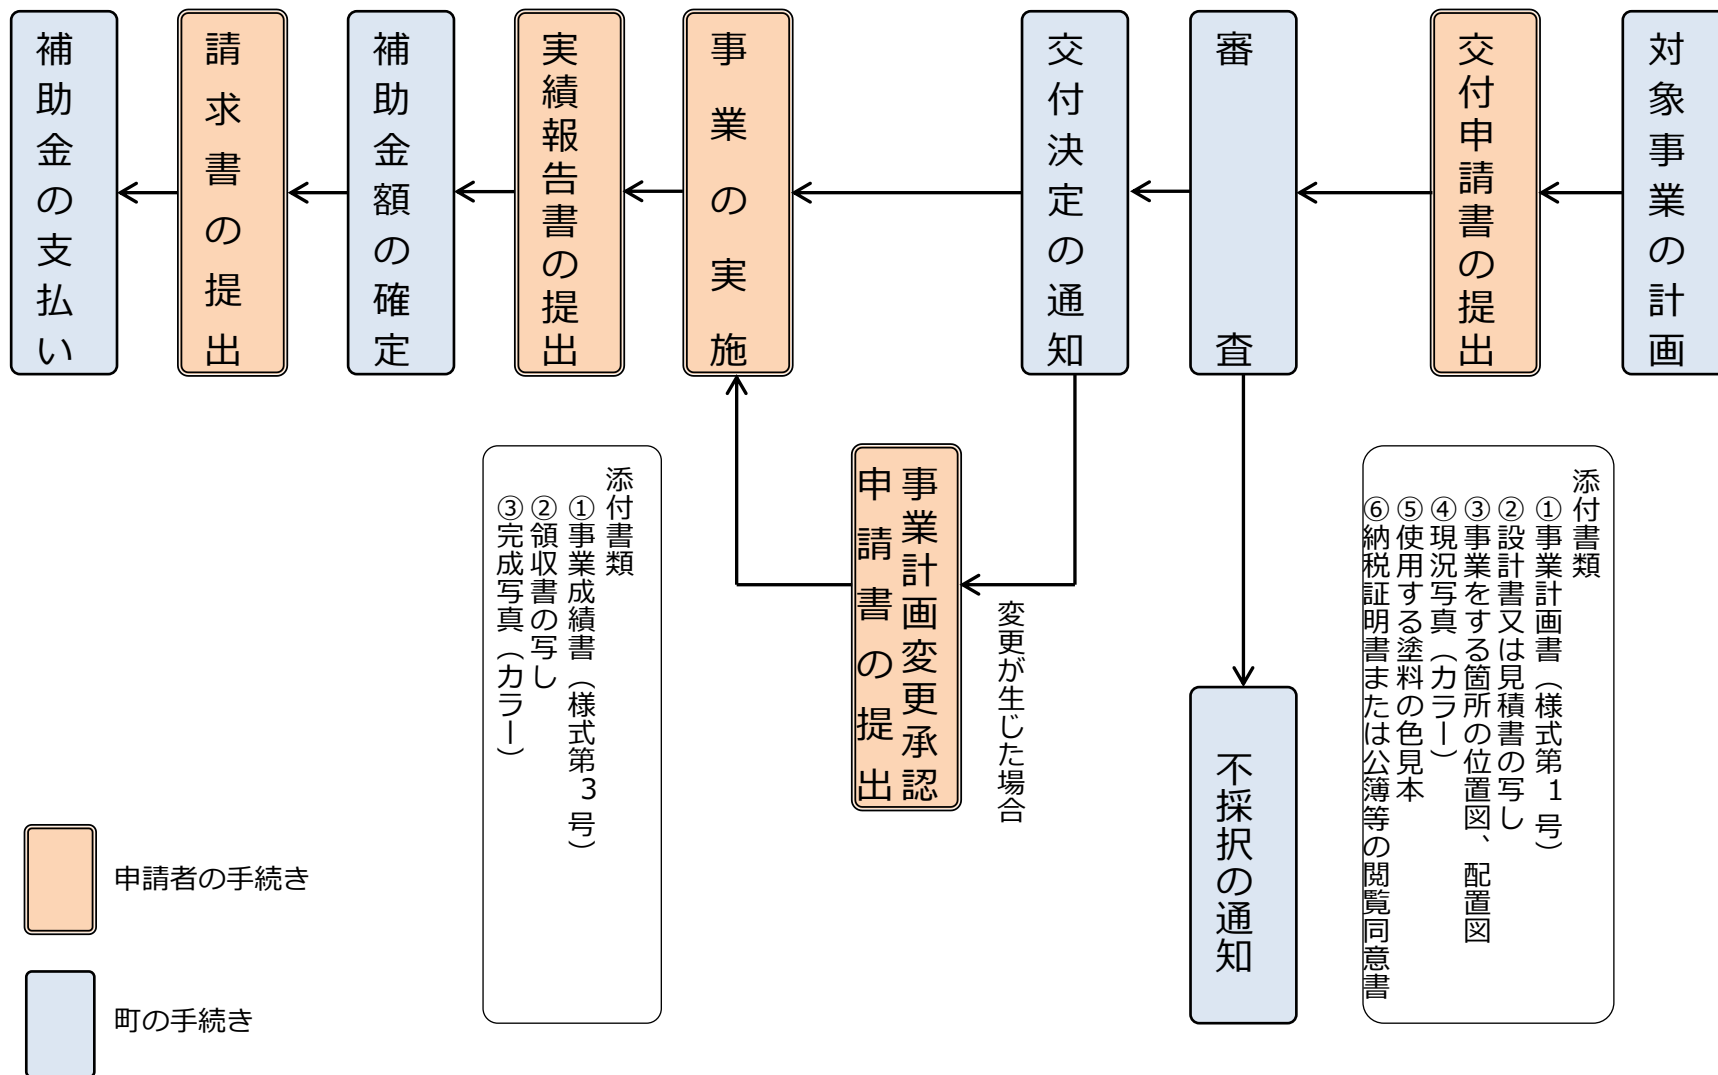 対象事業の計画
交付申請書の提出
審査
交付決定の通知
事業の実施
実績報告書の提出
補助金額の確定
請求書の提出
補助金の支払い
添付書類
①事業計画書（様式第１号）
②設計書又は見積書の写し
③事業をする箇所の位置図、配置図
④現況写真（カラー）
⑤使用する塗料の色見本
⑥納税証明書または公簿等の閲覧同意書
不採択の通知
変更が生じた場合
事業計画変更承認
申請書の提出
添付書類
①事業成績書（様式第３号）
②領収書の写し
③完成写真（カラー）
申請者の手続き
町の手続き